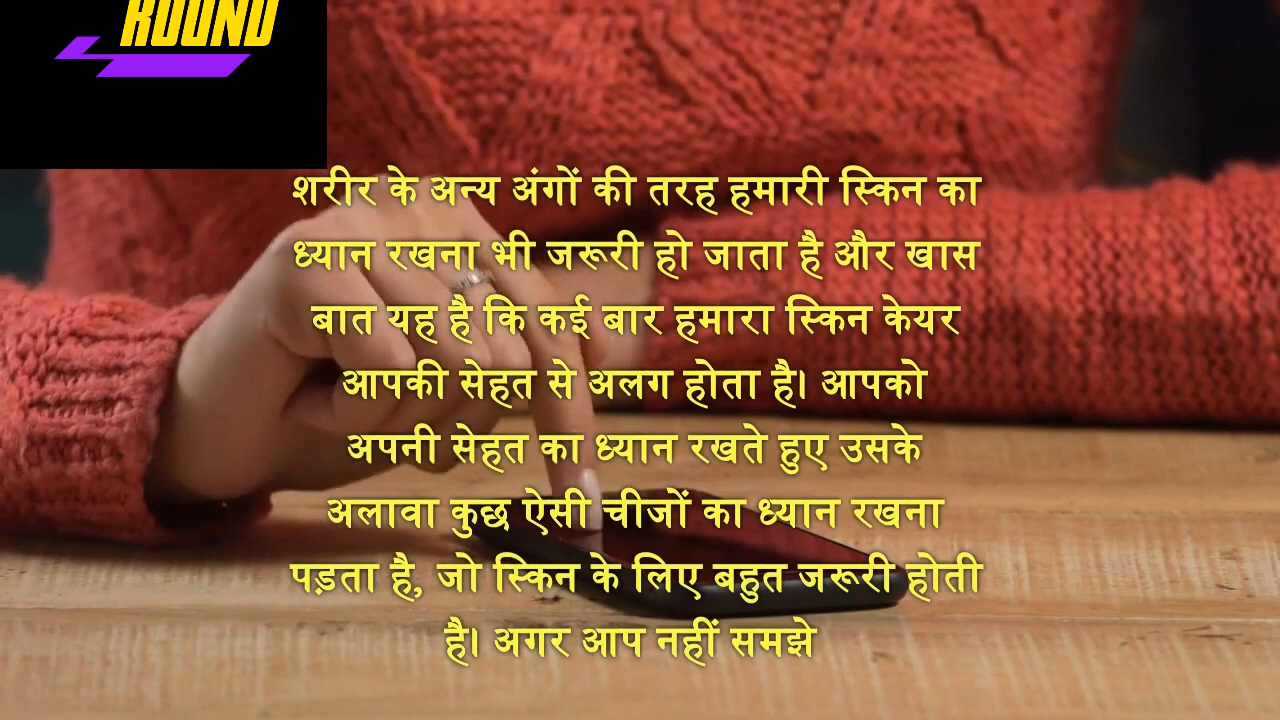 ROUND
शरीर के अन्य अंगों की तरह हमारी स्किन का
ध्यान रखना भी जरूरी हो जाता है और खास
बात यह है कि कई बार हमारा स्किन केयर
आपकी सेहत से अलग होता है। आपको
अपनी सेहत का ध्यान रखते हुए उसके
अलावा कुछ ऐसी चीजों का ध्यान रखना
पड़ता है, जो स्किन के लिए बहुत जरूरी होती
है। अगर आप नहीं समझे